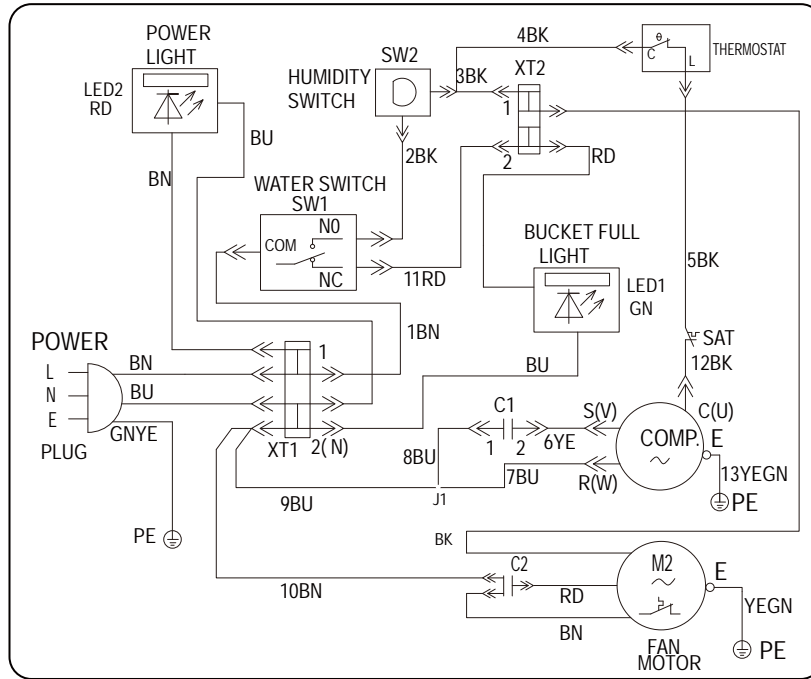 POWER
LIGHT
LED2
RD
BN
BU
SW2
HUMIDITY
SWITCH
3BK
4BK
XT2
1
2
2BK
θ
C
L
THERMOSTAT
RD
WATER SWITCH
SW1
N0
COM
NC
11RD
BUCKET FULL
LIGHT
LED1
GN
5BK
1BN
SAT
12BK
POWER
L
N
E
PLUG
BN
BU
GNYE
PE
1
XT1
2( N)
BU
C1
1
2
6YE
8BU
S(V)
C(U)
COMP.
E
R(W)
7BU
13YEGN
PE
9BU
J1
BK
10BN
C2
RD
BN
M2
E
YEGN
PE
FAN
MOTOR